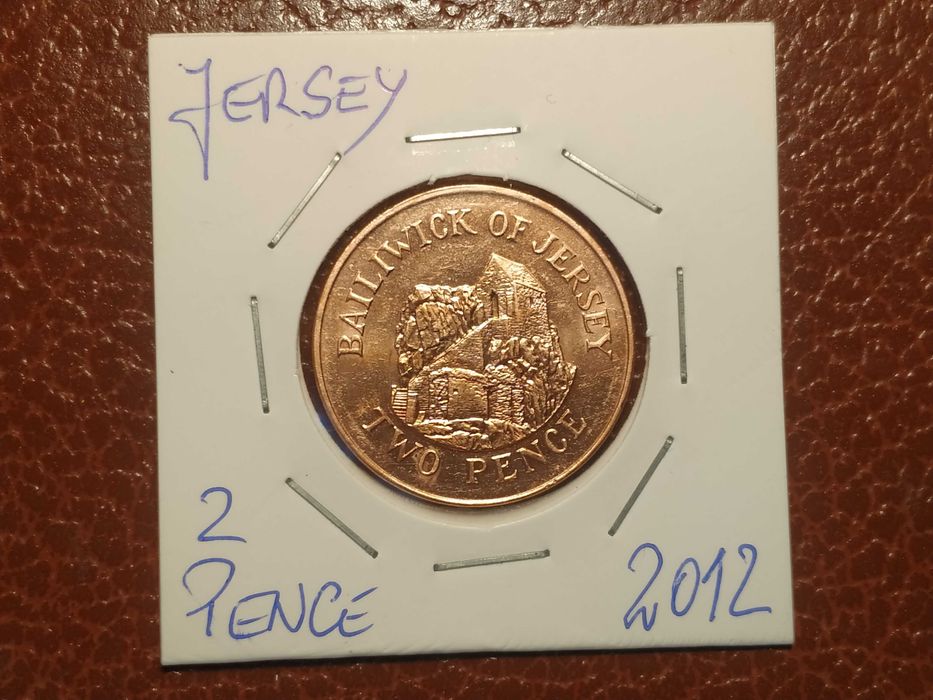 JERSEY
BAILIWICK OF JERSEY
TWO PENCE
2
PENCE
2012